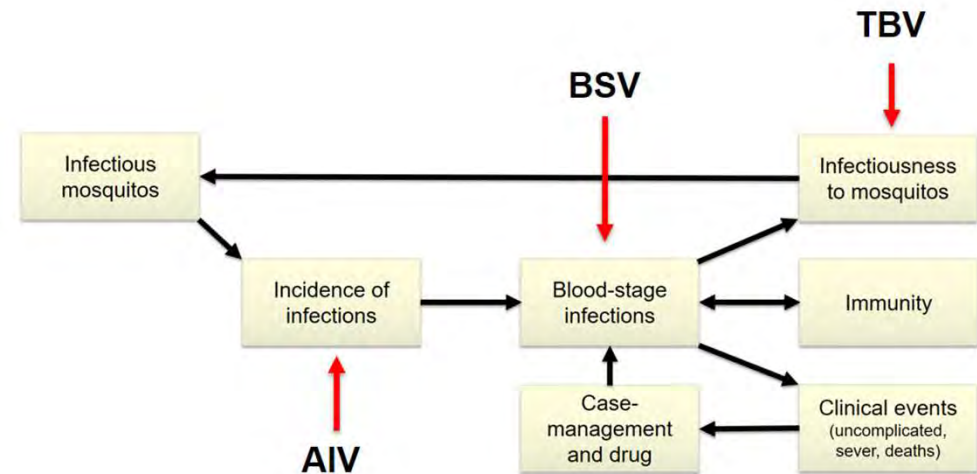 TBV
BSV
Infectious
mosquitos
Infectiousness
to mosquitos
Incidence of
infections
Blood-stage
infections
Immunity
Case-
management
and drug
Clinical events
(uncomplicated,
sever, deaths)
AIV